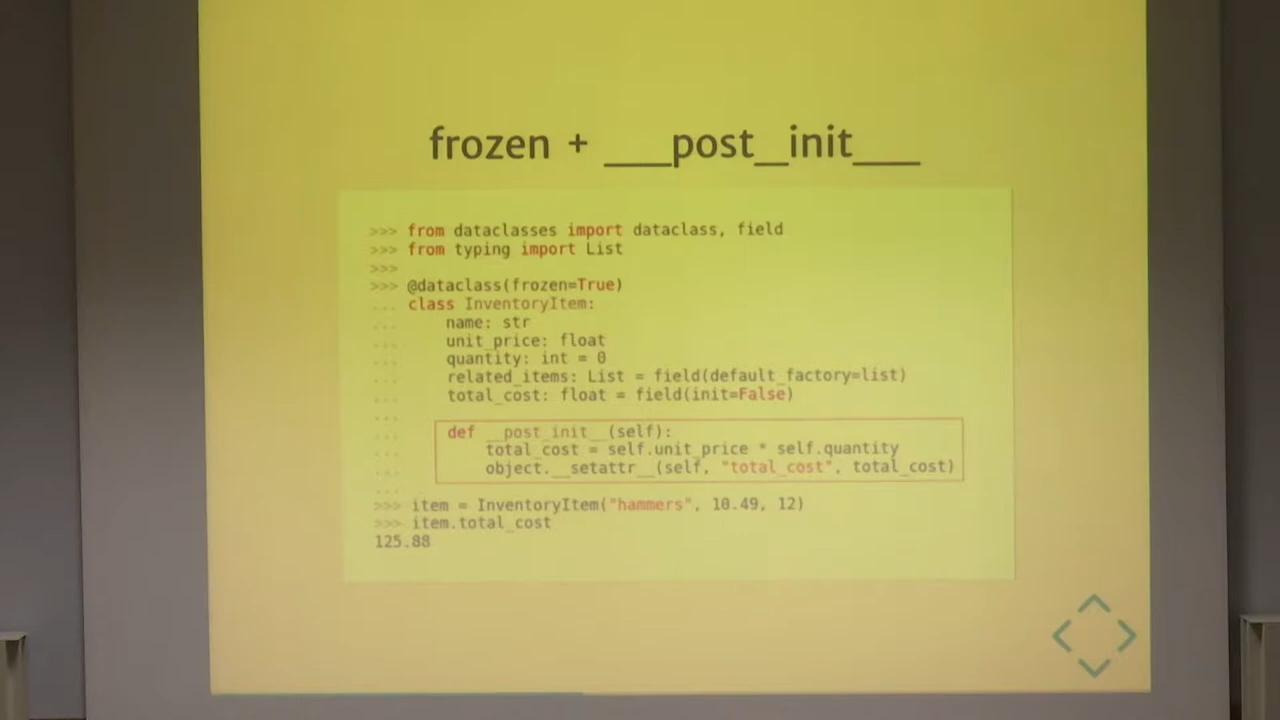 frozen + __post_init__
>>> from dataclasses import dataclass, field
>>> from typing import List
>>>
>>> @dataclass(frozen=True)
... class InventoryItem:
...     name: str
...     unit_price: float
...     quantity: int = 0
...     related_items: List = field(default_factory=list)
...     total_cost: float = field(init=False)
...
...     def __post_init__(self):
...         total_cost = self.unit_price * self.quantity
...         object.__setattr__(self, "total_cost", total_cost)
...
>>> item = InventoryItem("hammers", 10.49, 12)
>>> item.total_cost
125.88